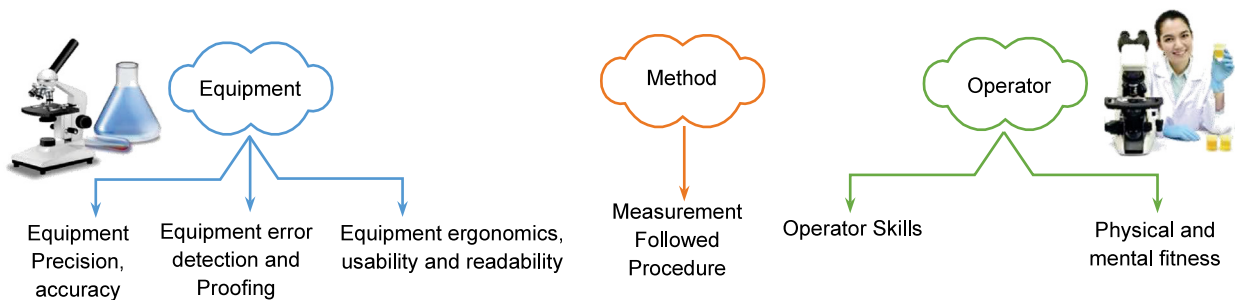 Equipment
Method
Operator
Equipment
Precision,
accuracy
Equipment error
detection and
Proofing
Equipment ergonomics,
usability and readability
Measurement
Followed
Procedure
Operator Skills
Physical and
mental fitness